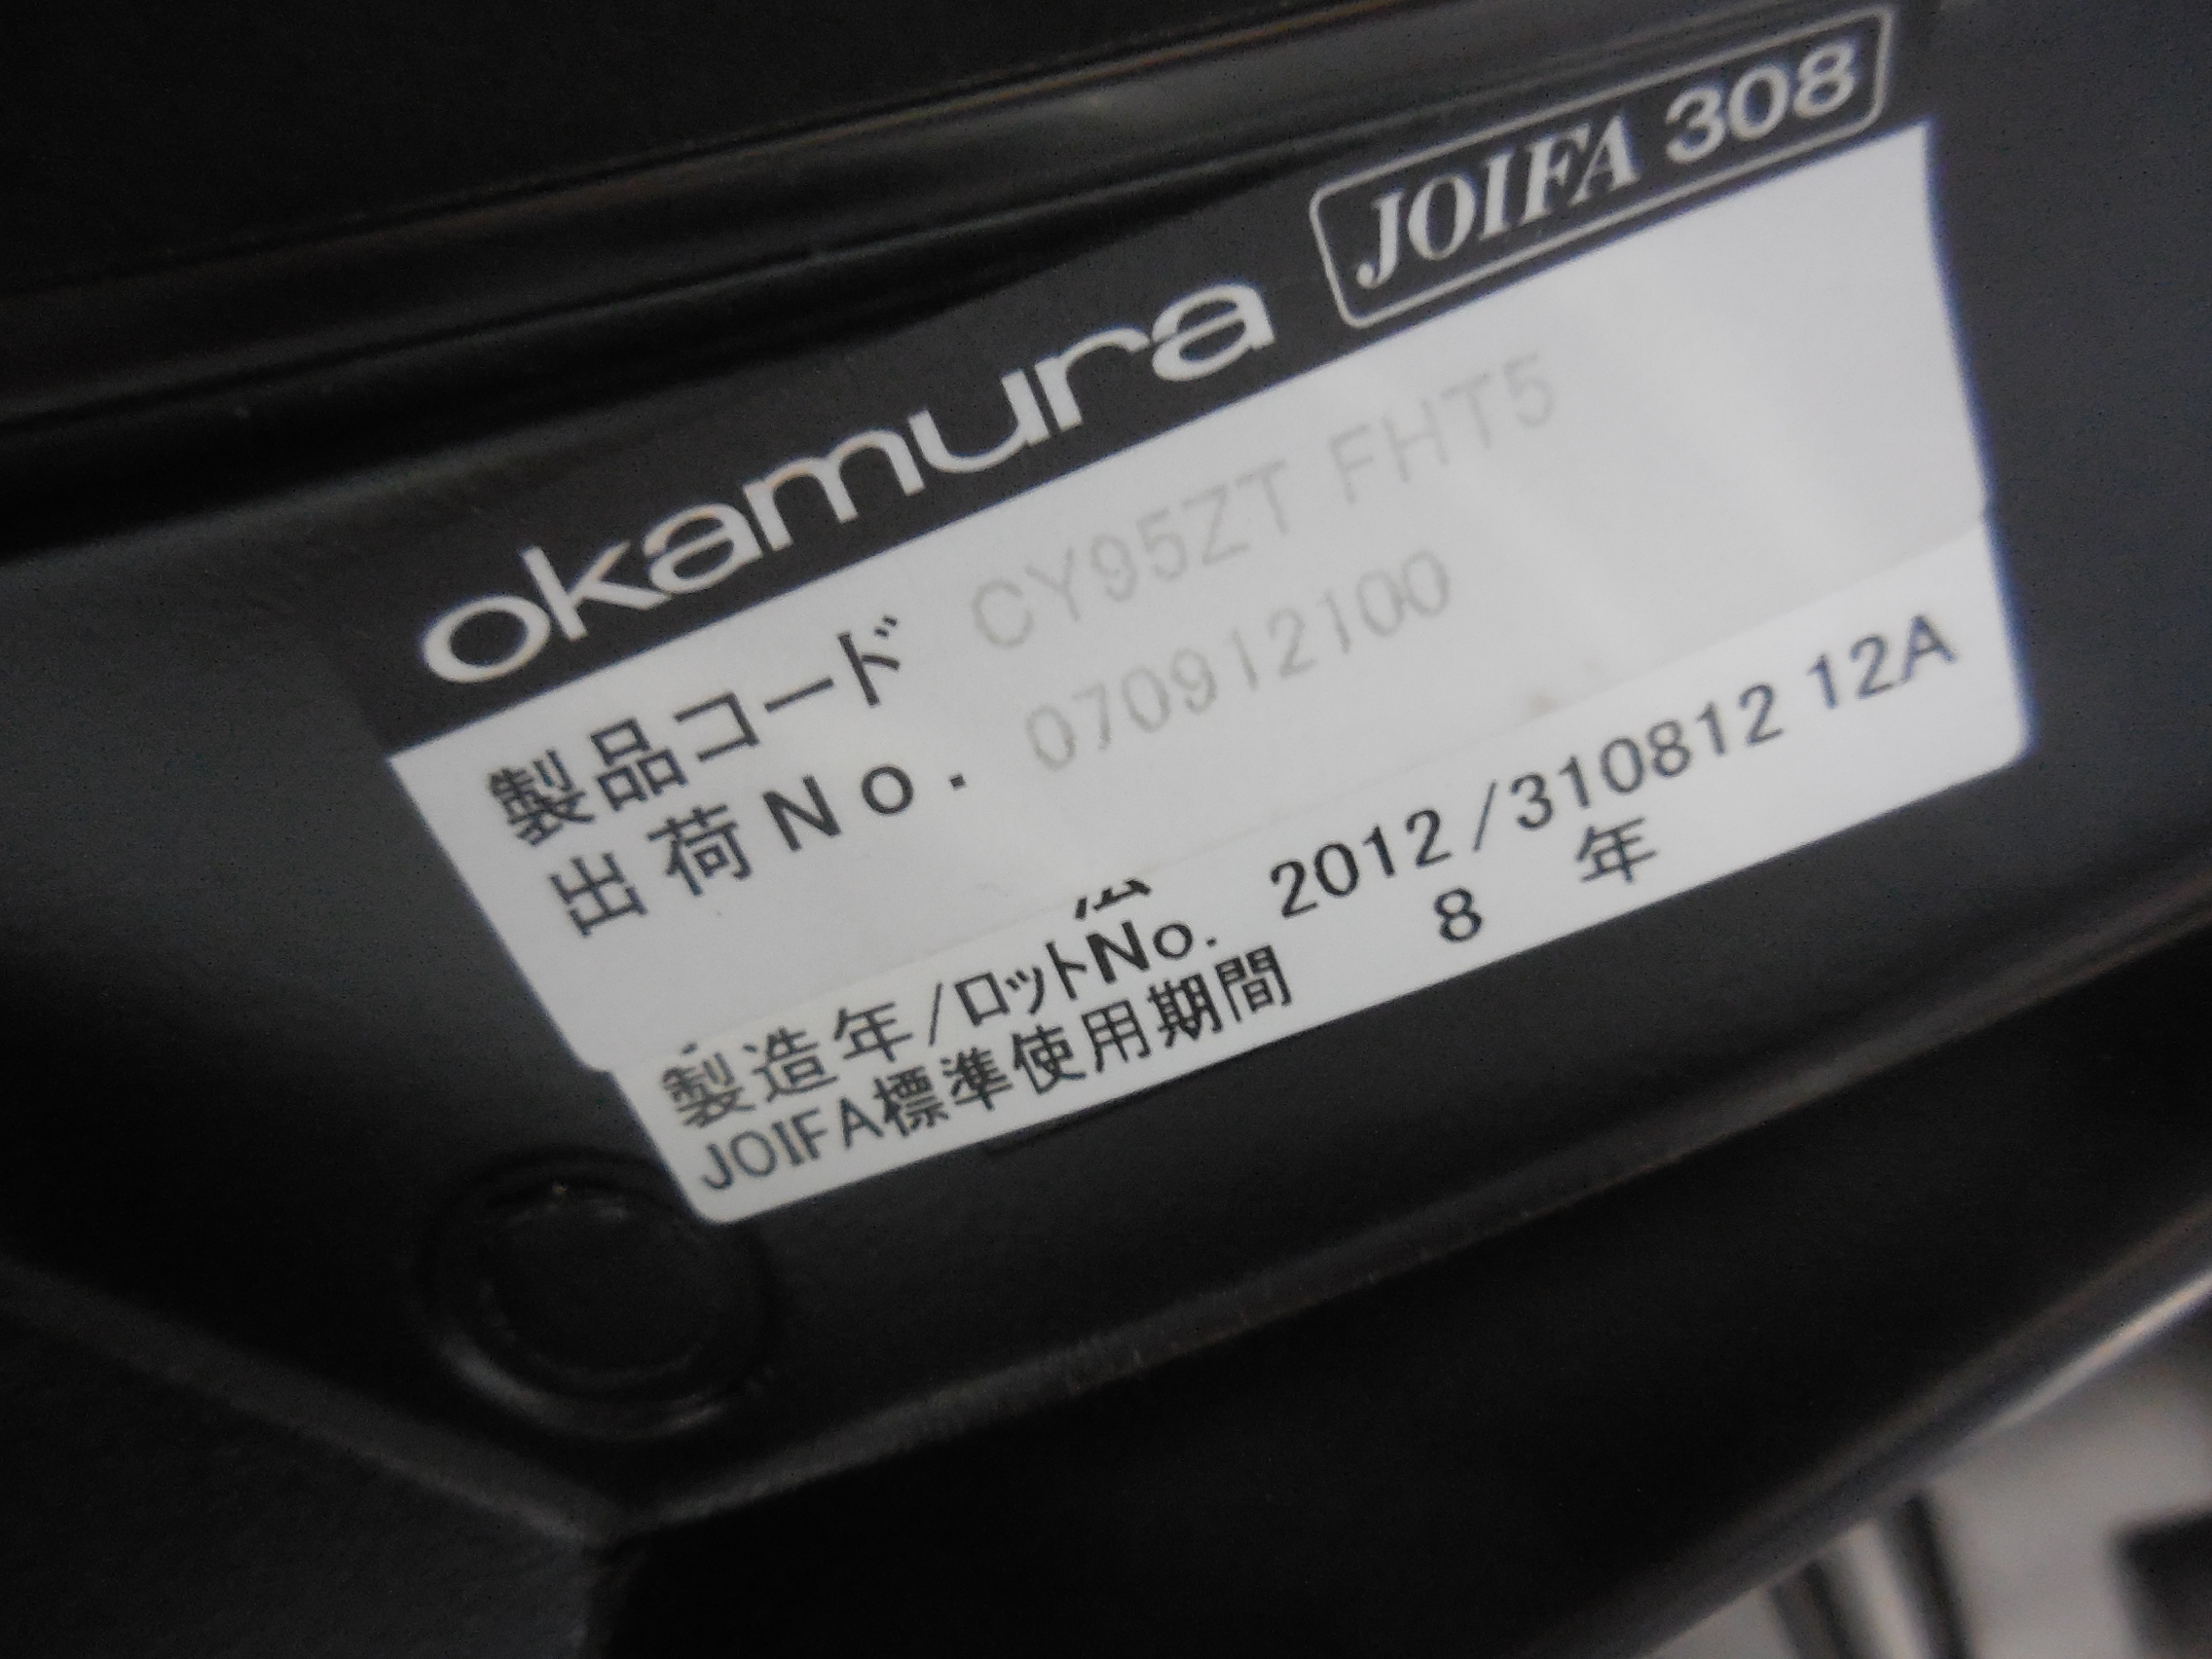 okamura JOIFA 308
製品コード CY95ZT FHT5
出荷No. 070912100
製造年/ロットNo. 2012/310812 12A
JOIFA標準使用期間 8 年